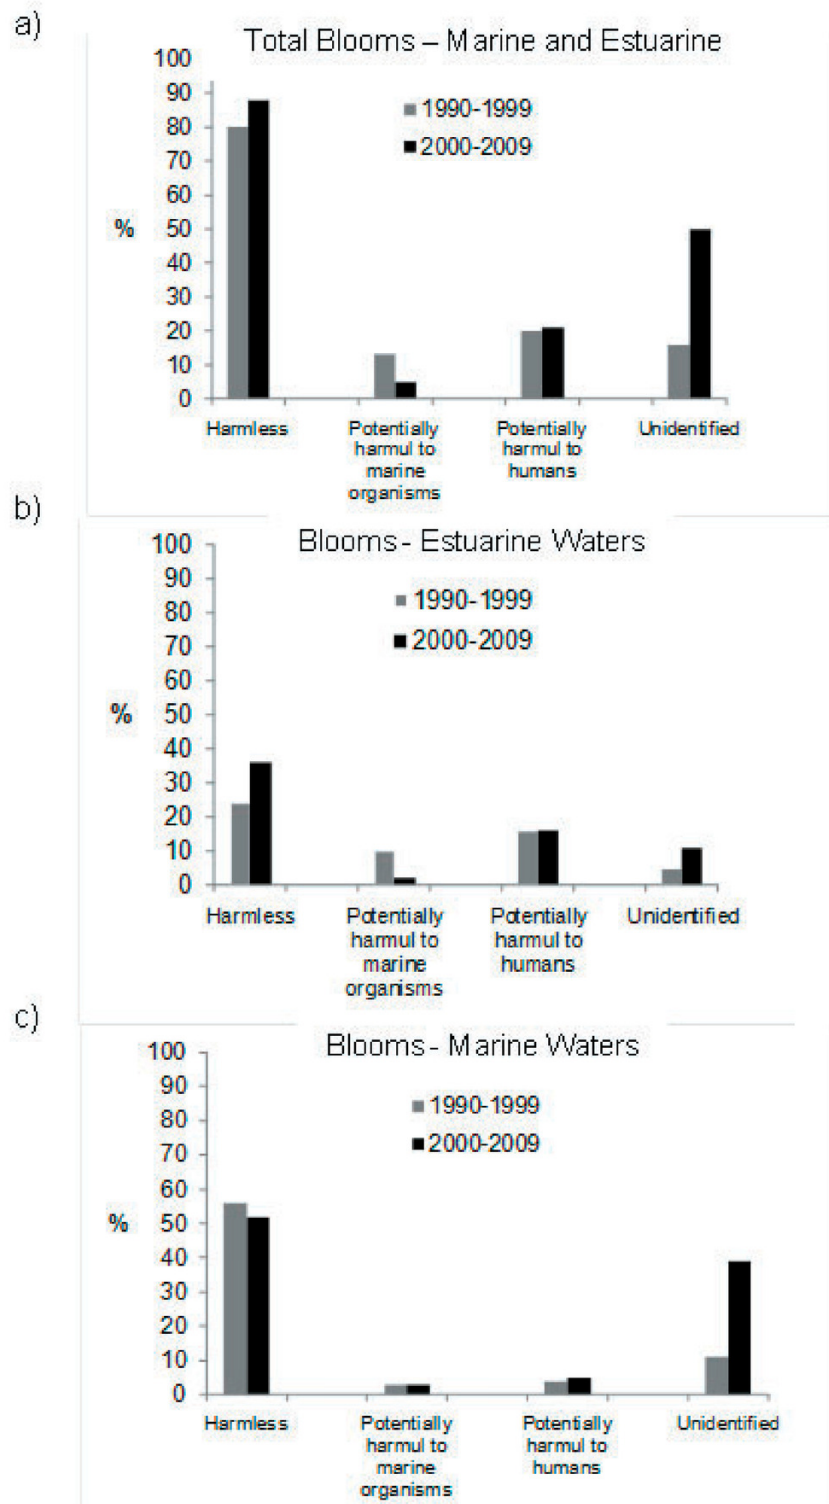 a)
Total Blooms – Marine and Estuarine
100
90
80
70
60
50
40
30
20
10
0
%
1990-1999
2000-2009
Harmless
Potentially
harmul to
marine
organisms
Potentially
harmul to
humans
Unidentified
b)
Blooms - Estuarine Waters
100
90
80
70
60
50
40
30
20
10
0
%
1990-1999
2000-2009
Harmless
Potentially
harmul to
marine
organisms
Potentially
harmul to
humans
Unidentified
c)
Blooms - Marine Waters
100
90
80
70
60
50
40
30
20
10
0
%
1990-1999
2000-2009
Harmless
Potentially
harmul to
marine
organisms
Potentially
harmul to
humans
Unidentified